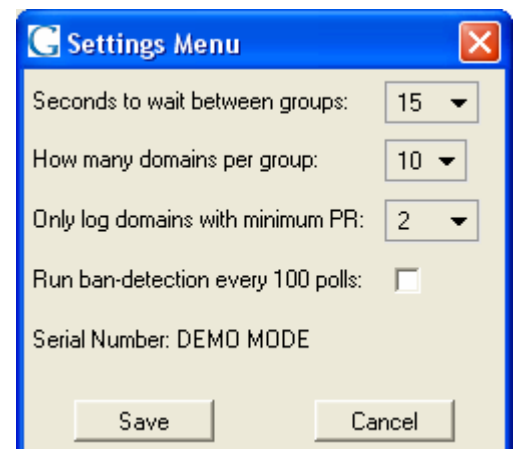 G Settings Menu
Seconds to wait between groups: 15
How many domains per group: 10
Only log domains with minimum PR: 2
Run ban-detection every 100 polls:
Serial Number: DEMO MODE
Save Cancel